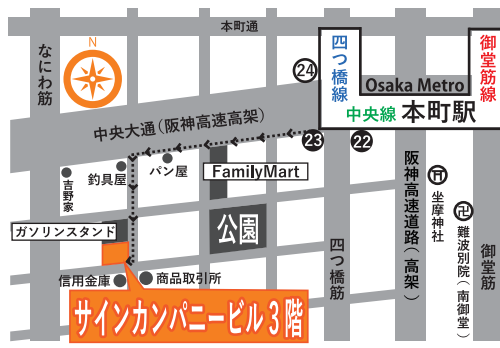 本町通
なにわ筋
N
24
四つ橋線
御堂筋線
Osaka Metro
中央線 本町駅
中央大通（阪神高速高架）
23
22
吉野家
釣具屋
パン屋
FamilyMart
阪神高速道路（高架）
坐摩神社
難波別院（南御堂）
御堂筋
ガソリンスタンド
公園
四つ橋筋
信用金庫
商品取引所
サインカンパニービル３階